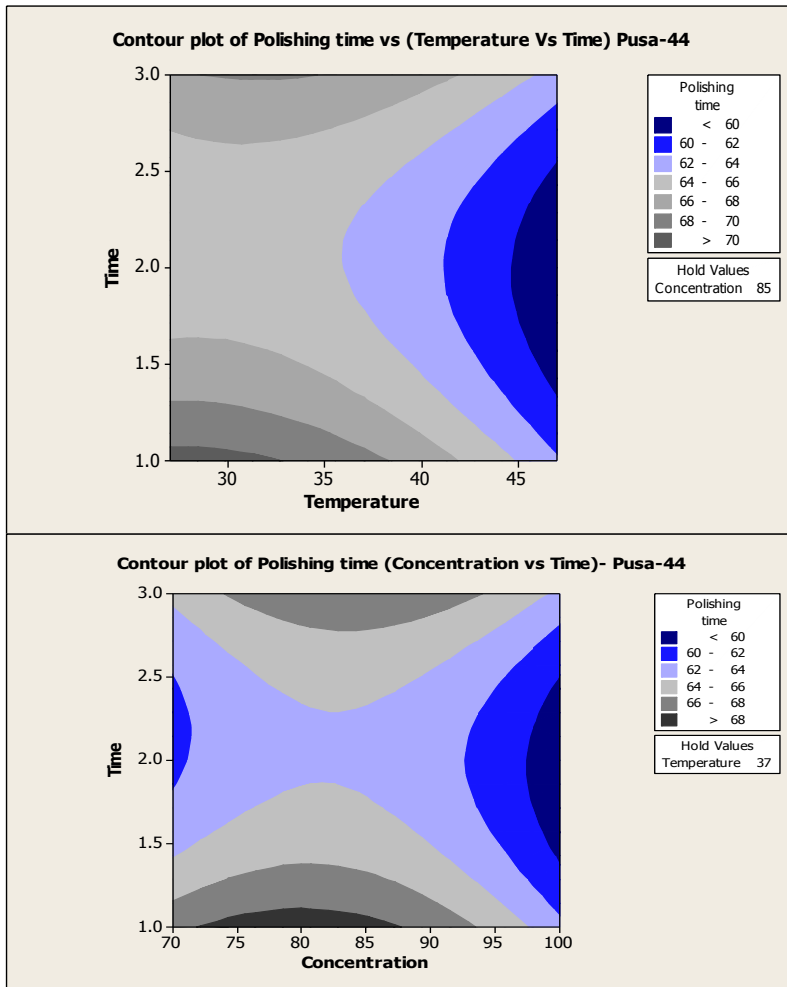 Contour plot of Polishing time vs (Temperature Vs Time) Pusa-44
3.0
2.5
2.0
1.5
1.0
Time
30 35 40 45
Temperature
Polishing
time
< 60
60 - 62
62 - 64
64 - 66
66 - 68
68 - 70
> 70
Hold Values
Concentration 85
Contour plot of Polishing time (Concentration vs Time)- Pusa-44
3.0
2.5
2.0
1.5
1.0
Time
70 75 80 85 90 95 100
Concentration
Polishing
time
< 60
60 - 62
62 - 64
64 - 66
66 - 68
> 68
Hold Values
Temperature 37